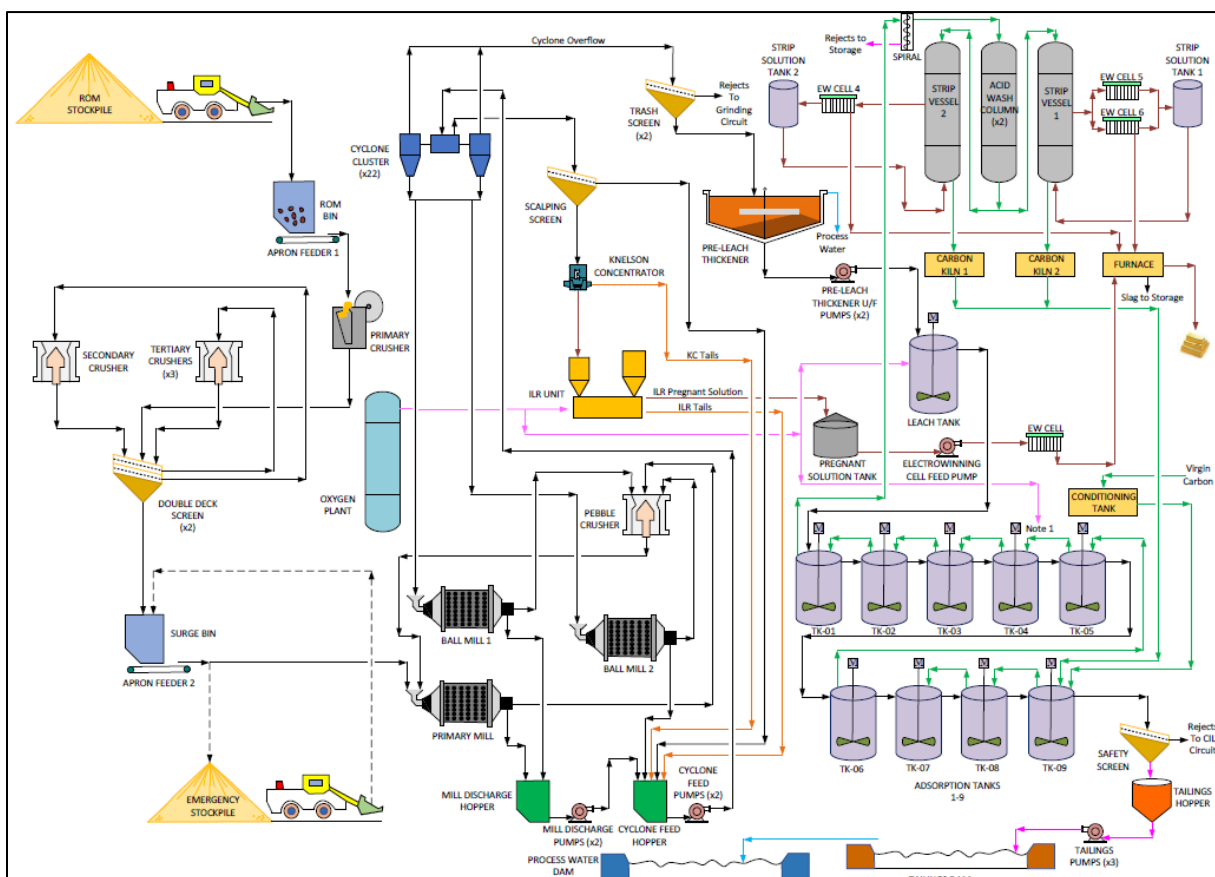 Cyclone Overflow
ROM
STOCKPILE
ROM
BIN
APRON FEEDER 1
PRIMARY
CRUSHER
SECONDARY
CRUSHER
TERTIARY
CRUSHERS
(x3)
DOUBLE DECK
SCREEN
(x2)
SURGE BIN
APRON FEEDER 2
EMERGENCY
STOCKPILE
OXYGEN
PLANT
CYCLONE
CLUSTER
(x22)
TRASH
SCREEN
(x2)
Rejects
To
Grinding
Circuit
SCALPING
SCREEN
KNELSON
CONCENTRATOR
KC Tails
ILR UNIT
ILR Pregnant Solution
ILR Tails
PRE-LEACH
THICKENER
Process
Water
PRE-LEACH
THICKENER U/F
PUMPS (x2)
LEACH TANK
PREGNANT
SOLUTION TANK
ELECTROWINNING
CELL FEED PUMP
EW CELL
PEBBLE
CRUSHER
BALL MILL 1
BALL MILL 2
PRIMARY MILL
MILL DISCHARGE
HOPPER
MILL DISCHARGE
PUMPS (x2)
CYCLONE FEED
HOPPER
CYCLONE
FEED
PUMPS (x2)
PROCESS WATER
DAM
Rejects to
Storage
SPIRAL
STRIP
SOLUTION
TANK 2
EW CELL 4
STRIP
VESSEL
2
ACID
WASH
COLUMN
(x2)
STRIP
VESSEL
1
EW CELL 5
EW CELL 6
STRIP
SOLUTION
TANK 1
CARBON
KILN 1
CARBON
KILN 2
FURNACE
Slag to Storage
Virgin
Carbon
CONDITIONING
TANK
Note 1
M
M
M
M
M
M
TK-01
TK-02
TK-03
TK-04
TK-05
M
M
M
M
TK-06
TK-07
TK-08
TK-09
ADSORPTION TANKS
1-9
SAFETY
SCREEN
Rejects
To CIL
Circuit
TAILINGS
HOPPER
TAILINGS
PUMPS (x3)